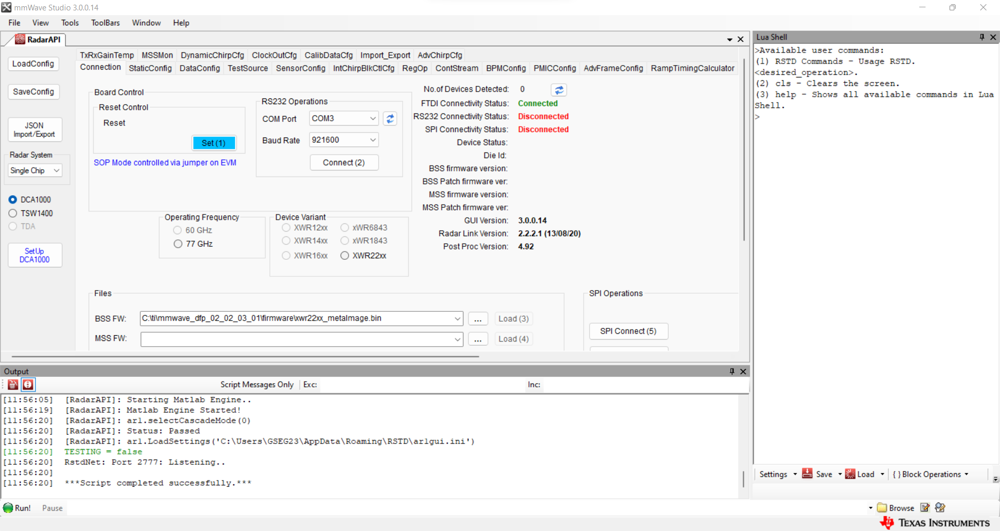 mmWave Studio 3.0.0.14
File View Tools ToolBars Window Help
RadarAPI
LoadConfig
SaveConfig
JSON
Import/Export
Radar System
Single Chip
DCA1000
TSW1400
TDA
SetUp
DCA1000
TxRxGainTemp MSSMon DynamicChirpCfg ClockOutCfg CalibDataCfg Import_Export AdvChirpCfg
Connection StaticConfig DataConfig TestSource SensorConfig IntChirpBlkCtlCfg RegOp ContStream BPMConfig PMICConfig AdvFrameConfig RampTimingCalculator
Board Control
Reset Control
Reset
Set (1)
SOP Mode controlled via jumper on EVM
RS232 Operations
COM Port COM3
Baud Rate 921600
Connect (2)
No.of Devices Detected: 0
FTDI Connectivity Status: Connected
RS232 Connectivity Status: Disconnected
SPI Connectivity Status: Disconnected
Device Status:
Die Id:
BSS firmware version:
BSS Patch firmware ver:
MSS firmware version:
MSS Patch firmware ver:
GUI Version: 3.0.0.14
Radar Link Version: 2.2.2.1 (13/08/20)
Post Proc Version: 4.92
Operating Frequency
60 GHz
77 GHz
Device Variant
XWR12xx xWR6843
XWR14xx xWR1843
XWR16xx XWR22xx
Files
BSS FW: C:\ti\mmwave_dfp_02_02_03_01\firmware\xwr22xx_metaImage.bin ... Load (3)
MSS FW: ... Load (4)
SPI Operations
SPI Connect (5)
Output
Script Messages Only Exc: Inc:
[11:56:05] [RadarAPI]: Starting Matlab Engine..
[11:56:19] [RadarAPI]: Matlab Engine Started!
[11:56:20] [RadarAPI]: ar1.selectCascadeMode(0)
[11:56:20] [RadarAPI]: Status: Passed
[11:56:20] [RadarAPI]: ar1.LoadSettings('C:\Users\GSEG23\AppData\Roaming\RSTD\ar1gui.ini')
[11:56:20] TESTING = false
[11:56:20] RstdNet: Port 2777: Listening..
[11:56:20]
[11:56:20] ***Script completed successfully.***
Run! Pause
Lua Shell
>Available user commands:
(1) RSTD Commands - Usage RSTD.
<desired_operation>.
(2) cls - Clears the screen.
(3) help - Shows all available commands in Lua
Shell.
>
Settings Save Load { } Block Operations
Browse
TEXAS INSTRUMENTS